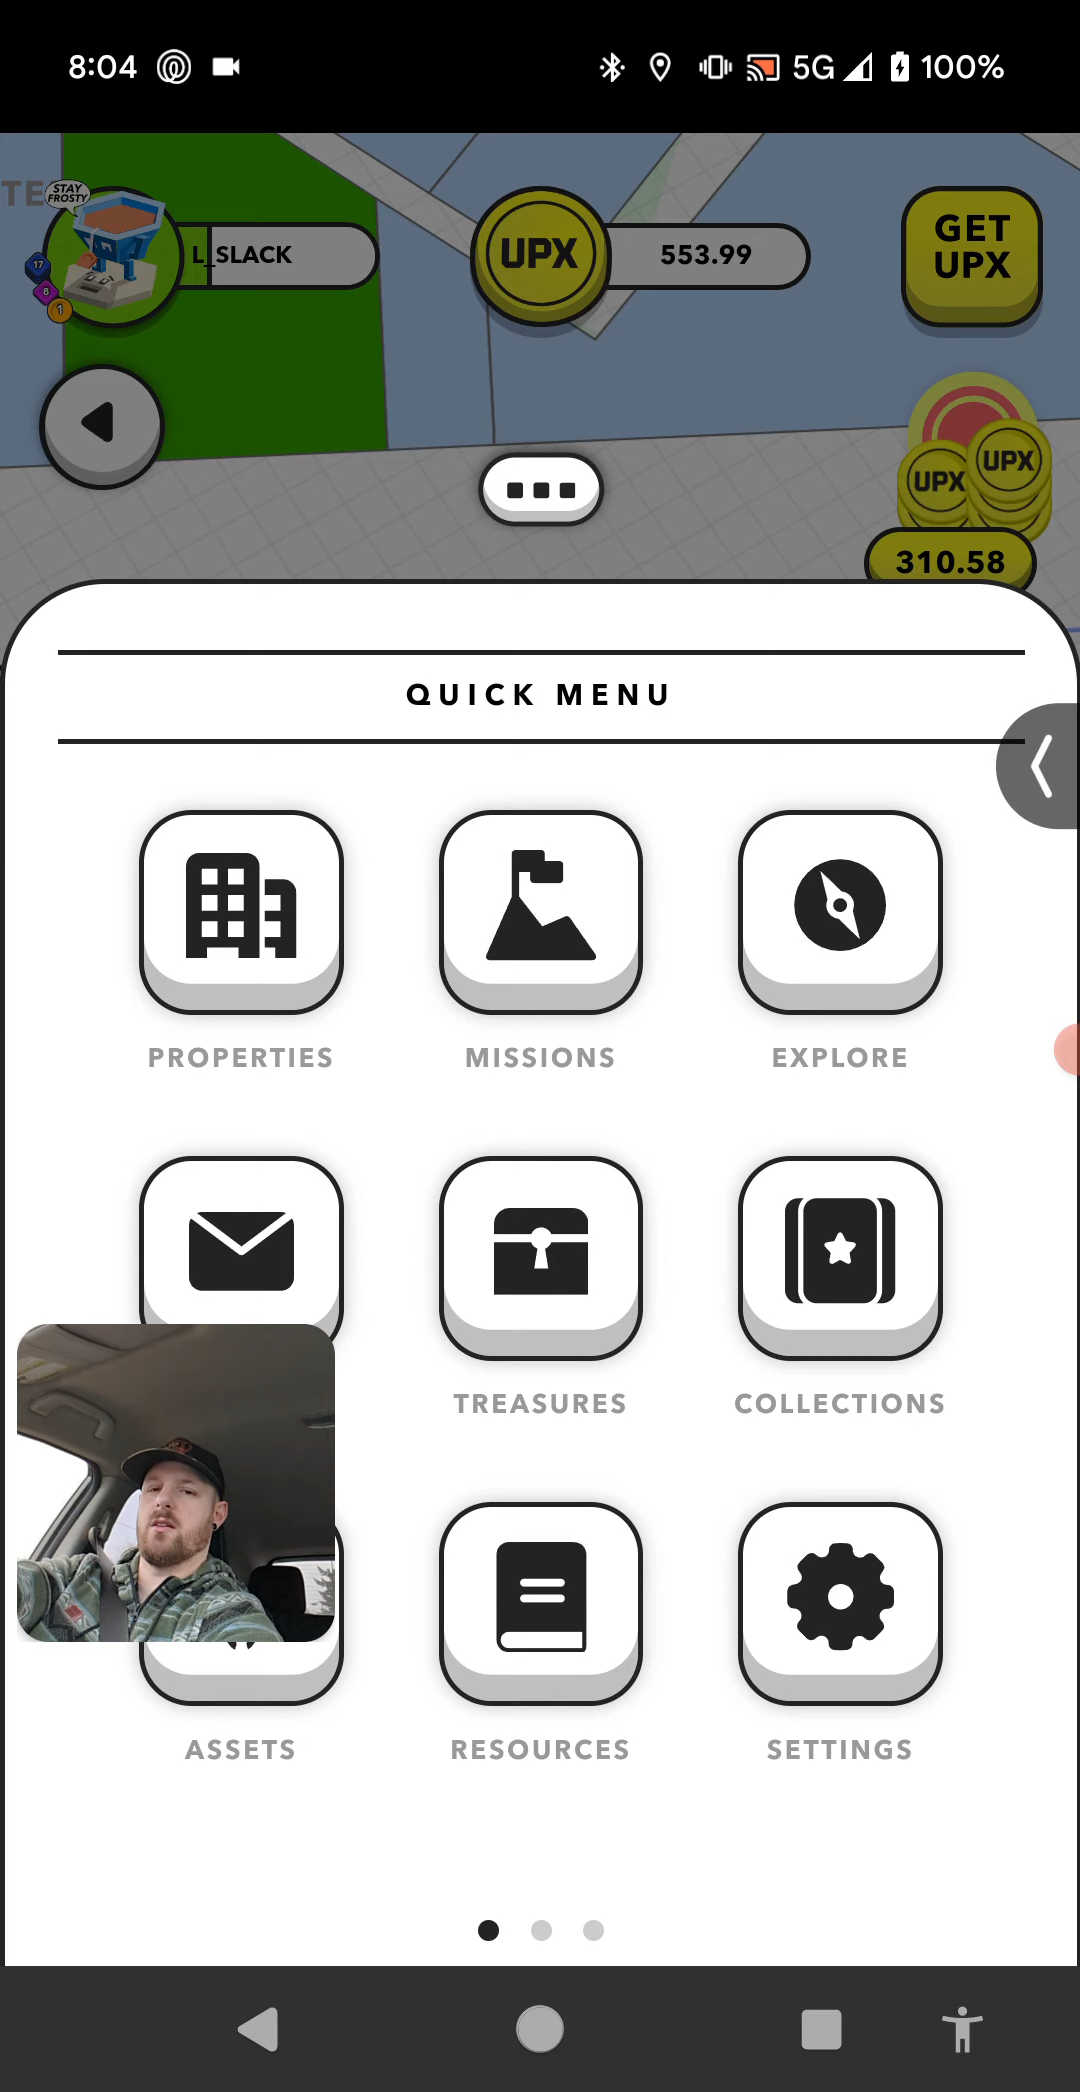 8:04
5G 100%
TE
STAY
FROSTY
L_SLACK
UPX
553.99
GET
UPX
17
8
1
UPX
UPX
310.58
QUICK MENU
PROPERTIES
MISSIONS
EXPLORE
TREASURES
COLLECTIONS
ASSETS
RESOURCES
SETTINGS